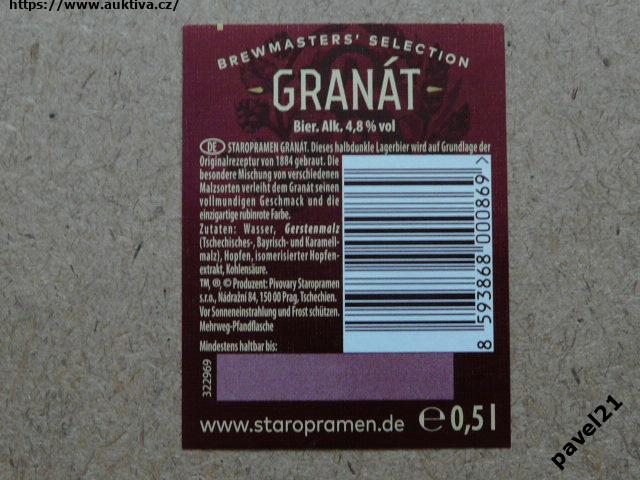 https://www.auktiva.cz/
BREWMASTERS' SELECTION
GRANÁT
Bier. Alk. 4,8 % vol
DE STAROPRAMEN GRANÁT. Dieses halbdunkle Lagerbier wird auf Grundlage der
Originalrezeptur von 1884 gebraut. Die
besondere Mischung von verschiedenen
Malzsorten verleiht dem Granát seinen
vollmundigen Geschmack und die
einzigartige rubinrote Farbe.
Zutaten: Wasser, Gerstenmalz
(Tschechisches-, Bayrisch- und Karamell-
malz), Hopfen, isomerisierter Hopfen-
extrakt, Kohlensäure.
TM, ®, © Produzent: Pivovary Staropramen
s.r.o., Nádražní 84, 150 00 Prag, Tschechien.
Vor Sonneneinstrahlung und Frost schützen.
Mehrweg-Pfandflasche
Mindestens haltbar bis:
8 593868 000869 >
322969
www.staropramen.de ℮ 0,5 l
pavel21